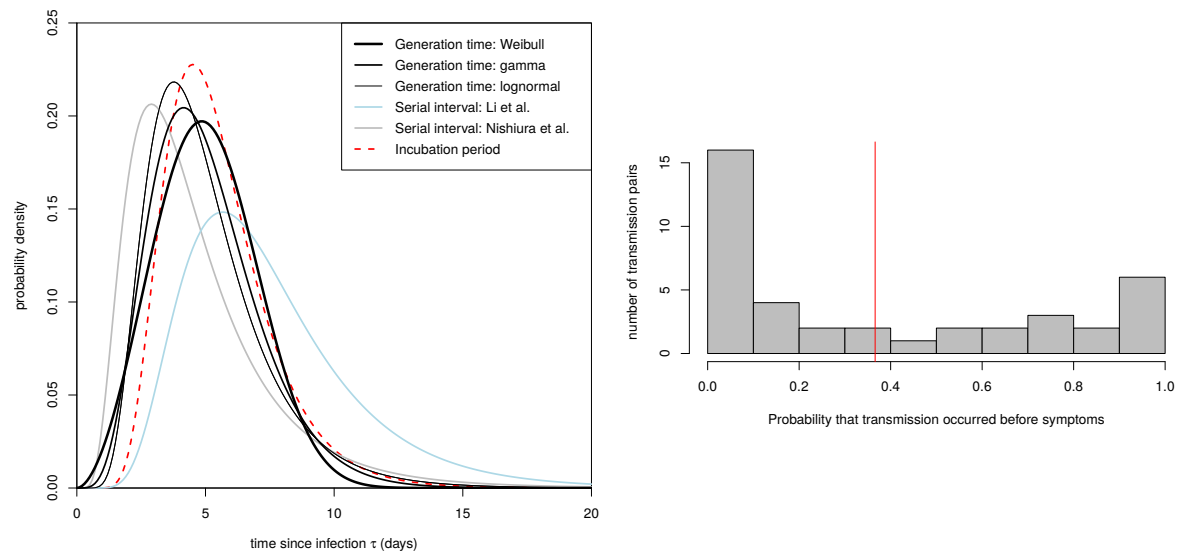 0.25
0.20
0.15
0.10
0.05
0.00
probability density
0 5 10 15 20
time since infection τ (days)
Generation time: Weibull
Generation time: gamma
Generation time: lognormal
Serial interval: Li et al.
Serial interval: Nishiura et al.
Incubation period
15
10
5
0
number of transmission pairs
0.0 0.2 0.4 0.6 0.8 1.0
Probability that transmission occurred before symptoms